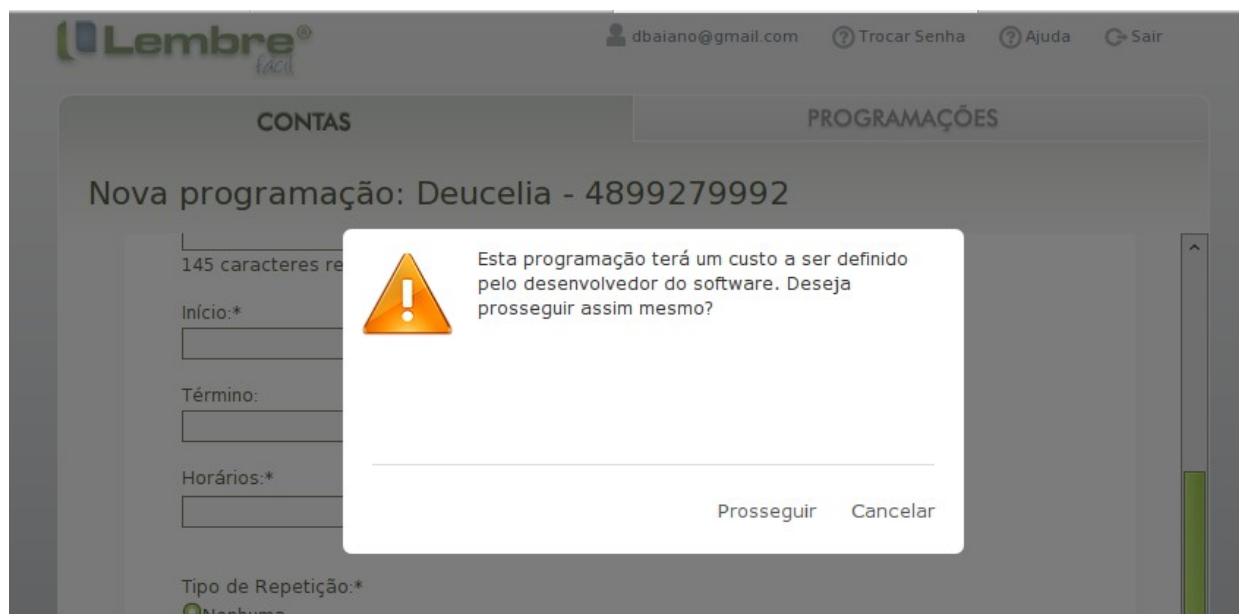 Lembre®
fácil
dbaiano@gmail.com
Trocar Senha
Ajuda
Sair
CONTAS
PROGRAMAÇÕES
Nova programação: Deucelia - 4899279992
145 caracteres re
Início:*
Término:
Horários:*
Tipo de Repetição:*
Nenhuma
Esta programação terá um custo a ser definido
pelo desenvolvedor do software. Deseja
prosseguir assim mesmo?
Prosseguir
Cancelar